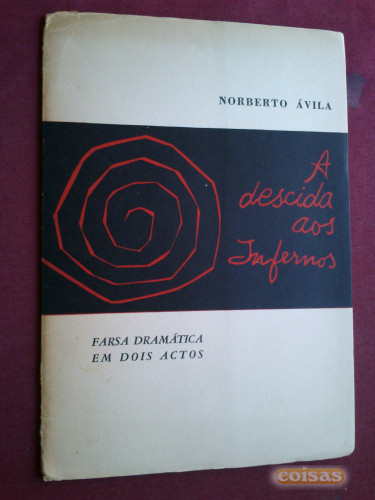 NORBERTO ÁVILA
A
descida
aos
Infernos
FARSA DRAMÁTICA
EM DOIS ACTOS
coisas